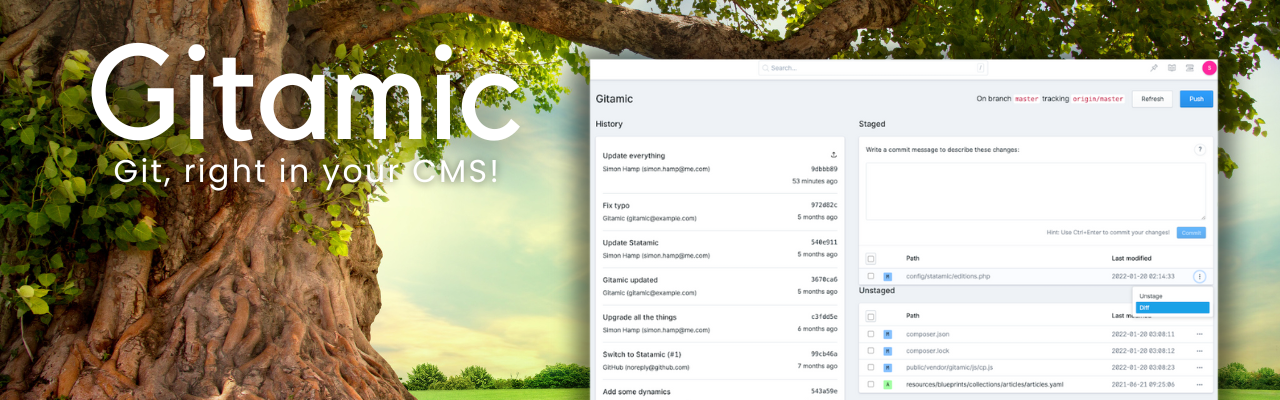 Gitamic
Git, right in your CMS!
Search...
/
S
Gitamic
On branch master tracking origin/master
Refresh
Push
History
Update everything
Simon Hamp (simon.hamp@me.com)
9dbbb89
53 minutes ago
Fix typo
972d82c
Gitamic (gitamic@example.com)
5 months ago
Update Statamic
540e911
Simon Hamp (simon.hamp@me.com)
5 months ago
Gitamic updated
3670ca6
Gitamic (gitamic@example.com)
5 months ago
Upgrade all the things
c3fdd5e
Simon Hamp (simon.hamp@me.com)
6 months ago
Switch to Statamic (#1)
99cb46a
GitHub (noreply@github.com)
7 months ago
Add some dynamics
543a59e
Staged
Write a commit message to describe these changes:
?
Hint: Use Ctrl+Enter to commit your changes!
Commit
Path
Last modified
M
config/statamic/editions.php
2022-01-20 02:14:33
Unstage
Diff
Unstaged
Path
M
composer.json
2022-01-20 03:08:11
M
composer.lock
2022-01-20 03:08:12
M
public/vendor/gitamic/js/cp.js
2022-01-20 03:08:23
A
resources/blueprints/collections/articles/articles.yaml
2021-06-21 09:25:06